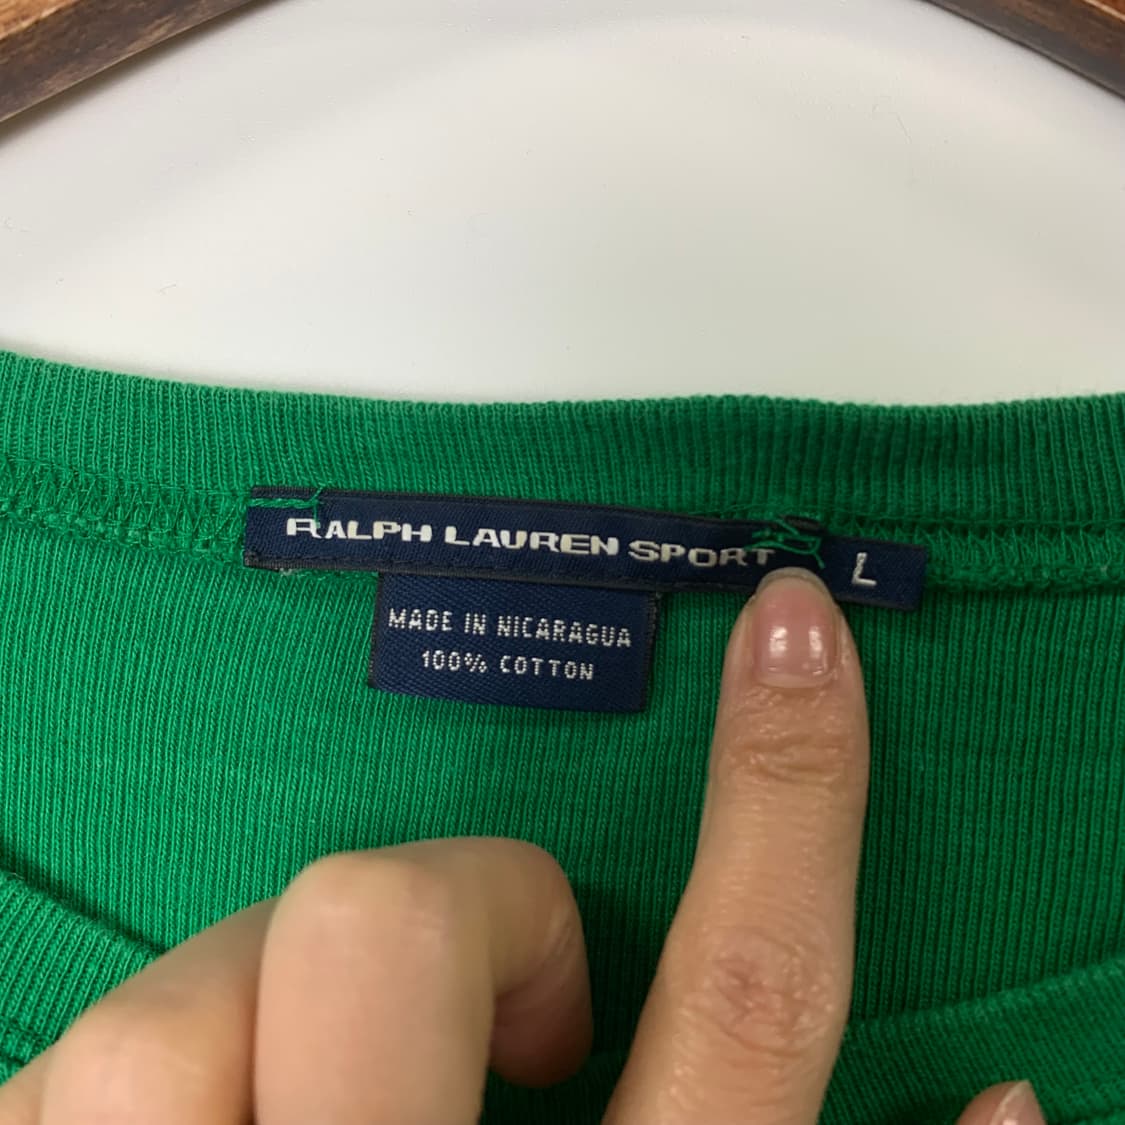 RALPH LAUREN SPORT L
MADE IN NICARAGUA
100% COTTON